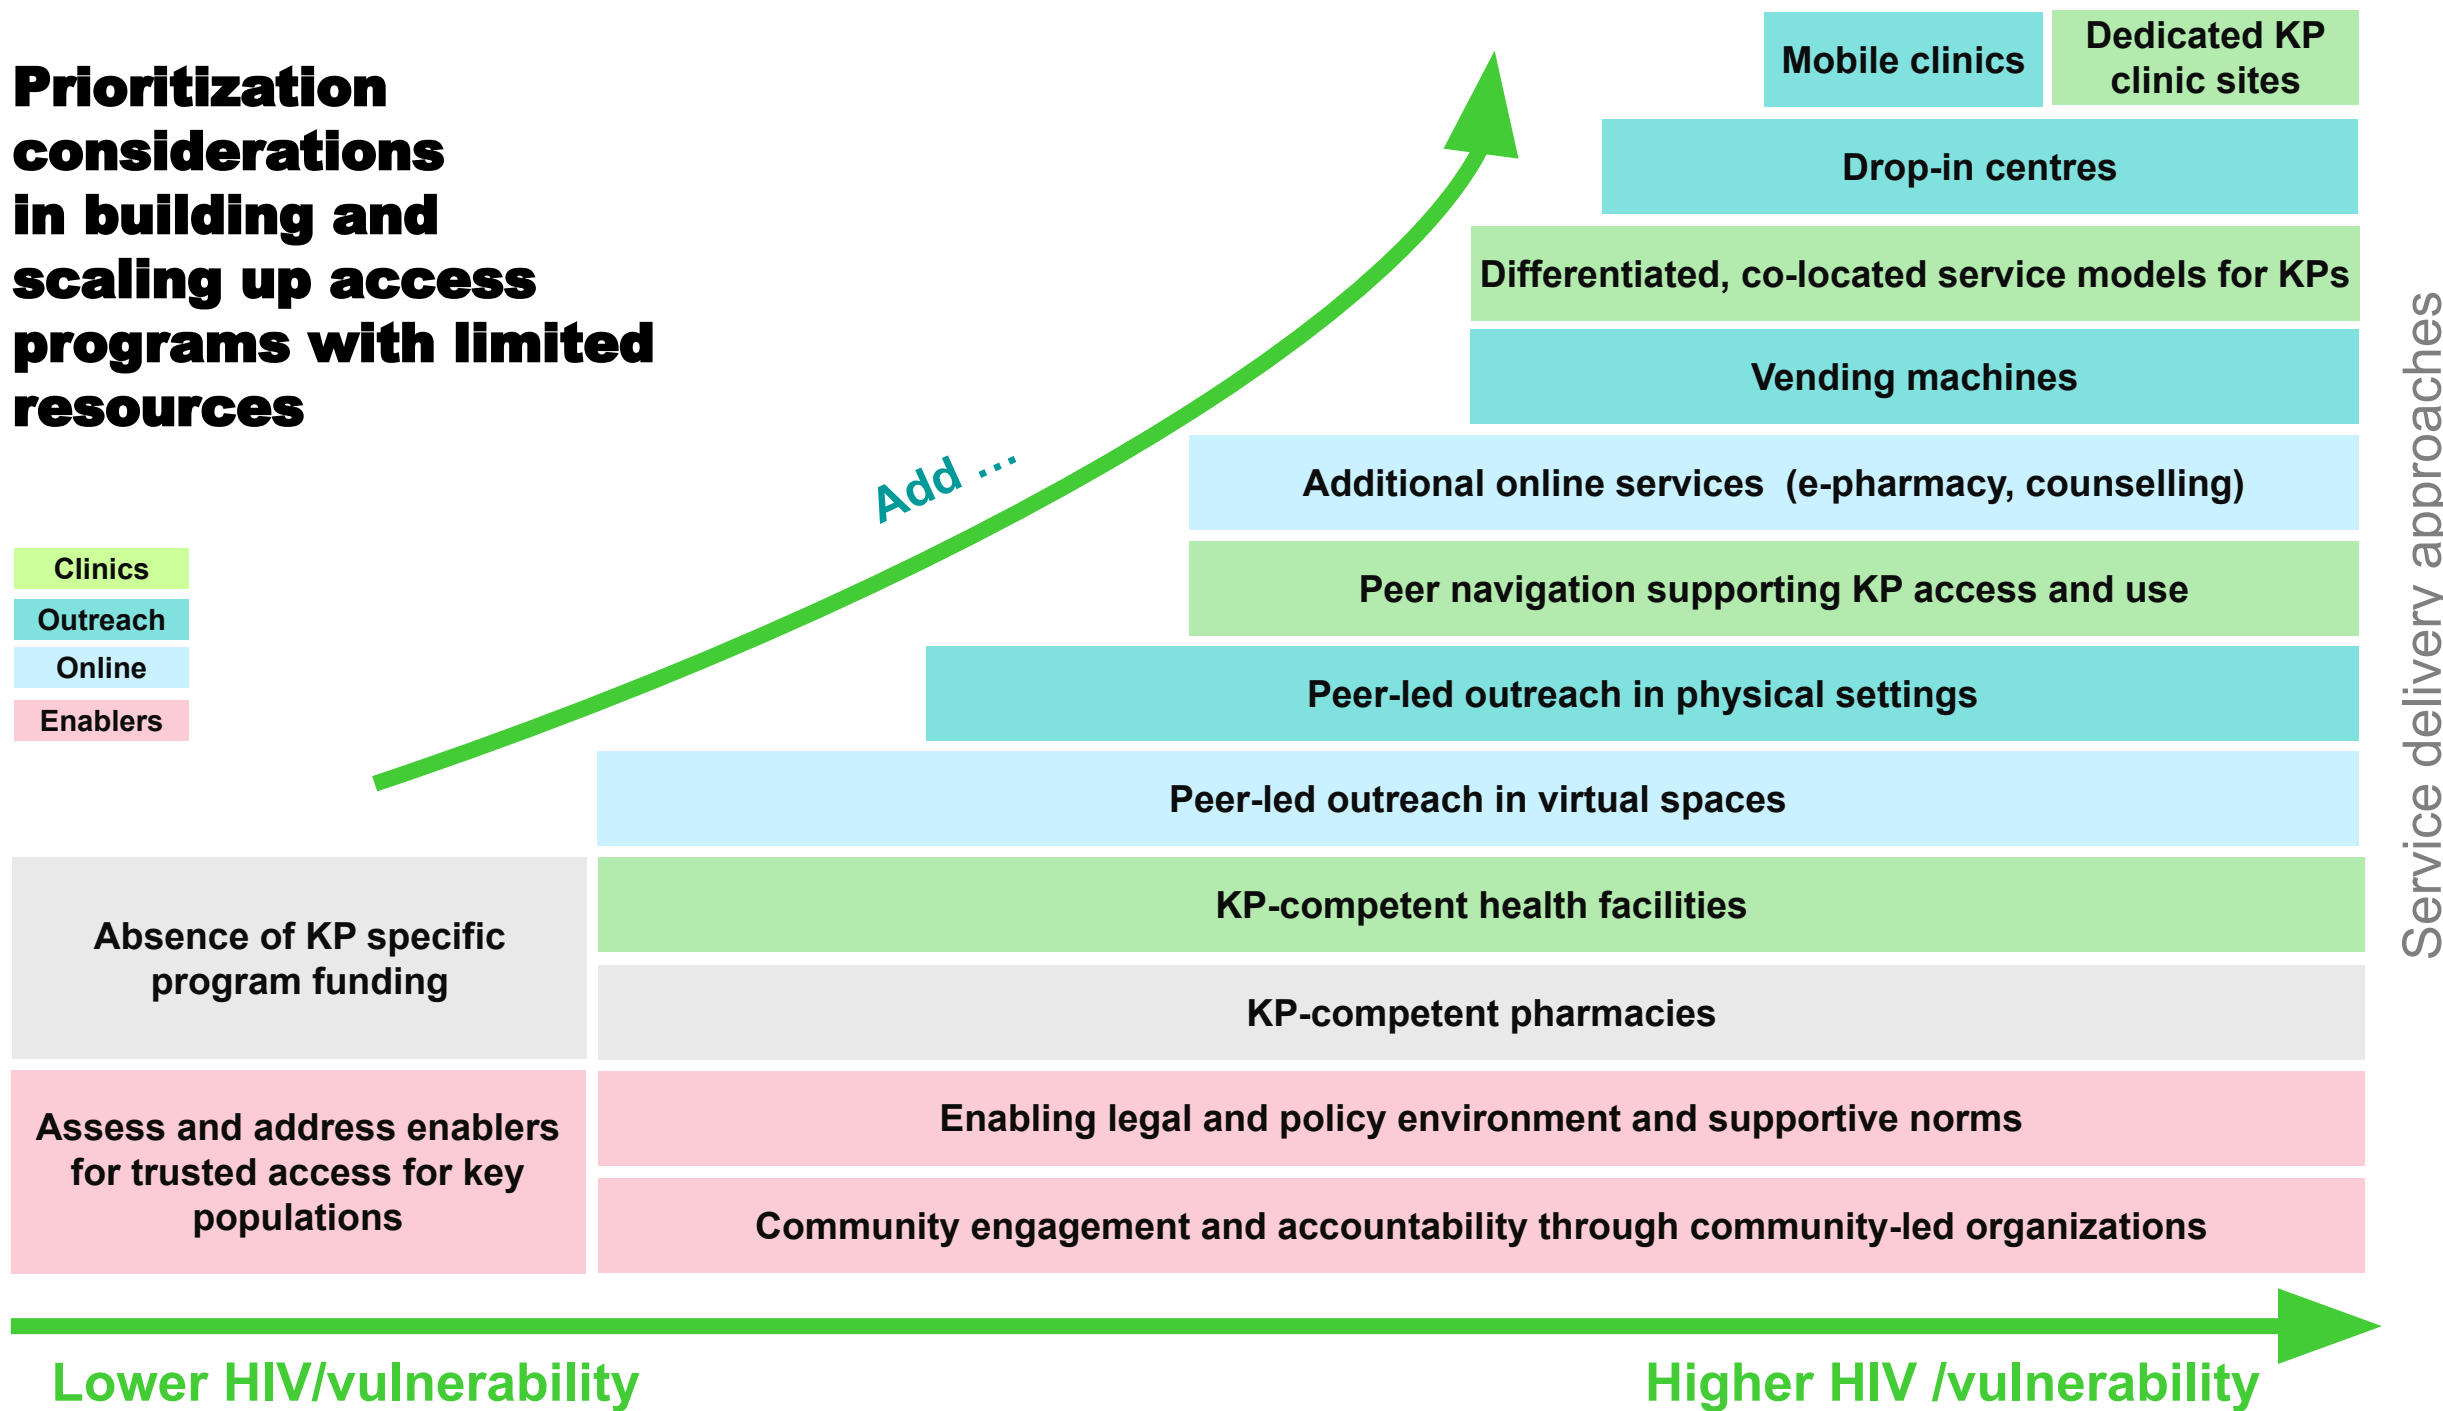 Prioritization
considerations
in building and
scaling up access
programs with limited
resources
Clinics
Outreach
Online
Enablers
Add ...
Mobile clinics
Dedicated KP
clinic sites
Drop-in centres
Differentiated, co-located service models for KPs
Vending machines
Additional online services  (e-pharmacy, counselling)
Peer navigation supporting KP access and use
Peer-led outreach in physical settings
Peer-led outreach in virtual spaces
Absence of KP specific
program funding
KP-competent health facilities
KP-competent pharmacies
Assess and address enablers
for trusted access for key
populations
Enabling legal and policy environment and supportive norms
Community engagement and accountability through community-led organizations
Service delivery approaches
Lower HIV/vulnerability
Higher HIV /vulnerability